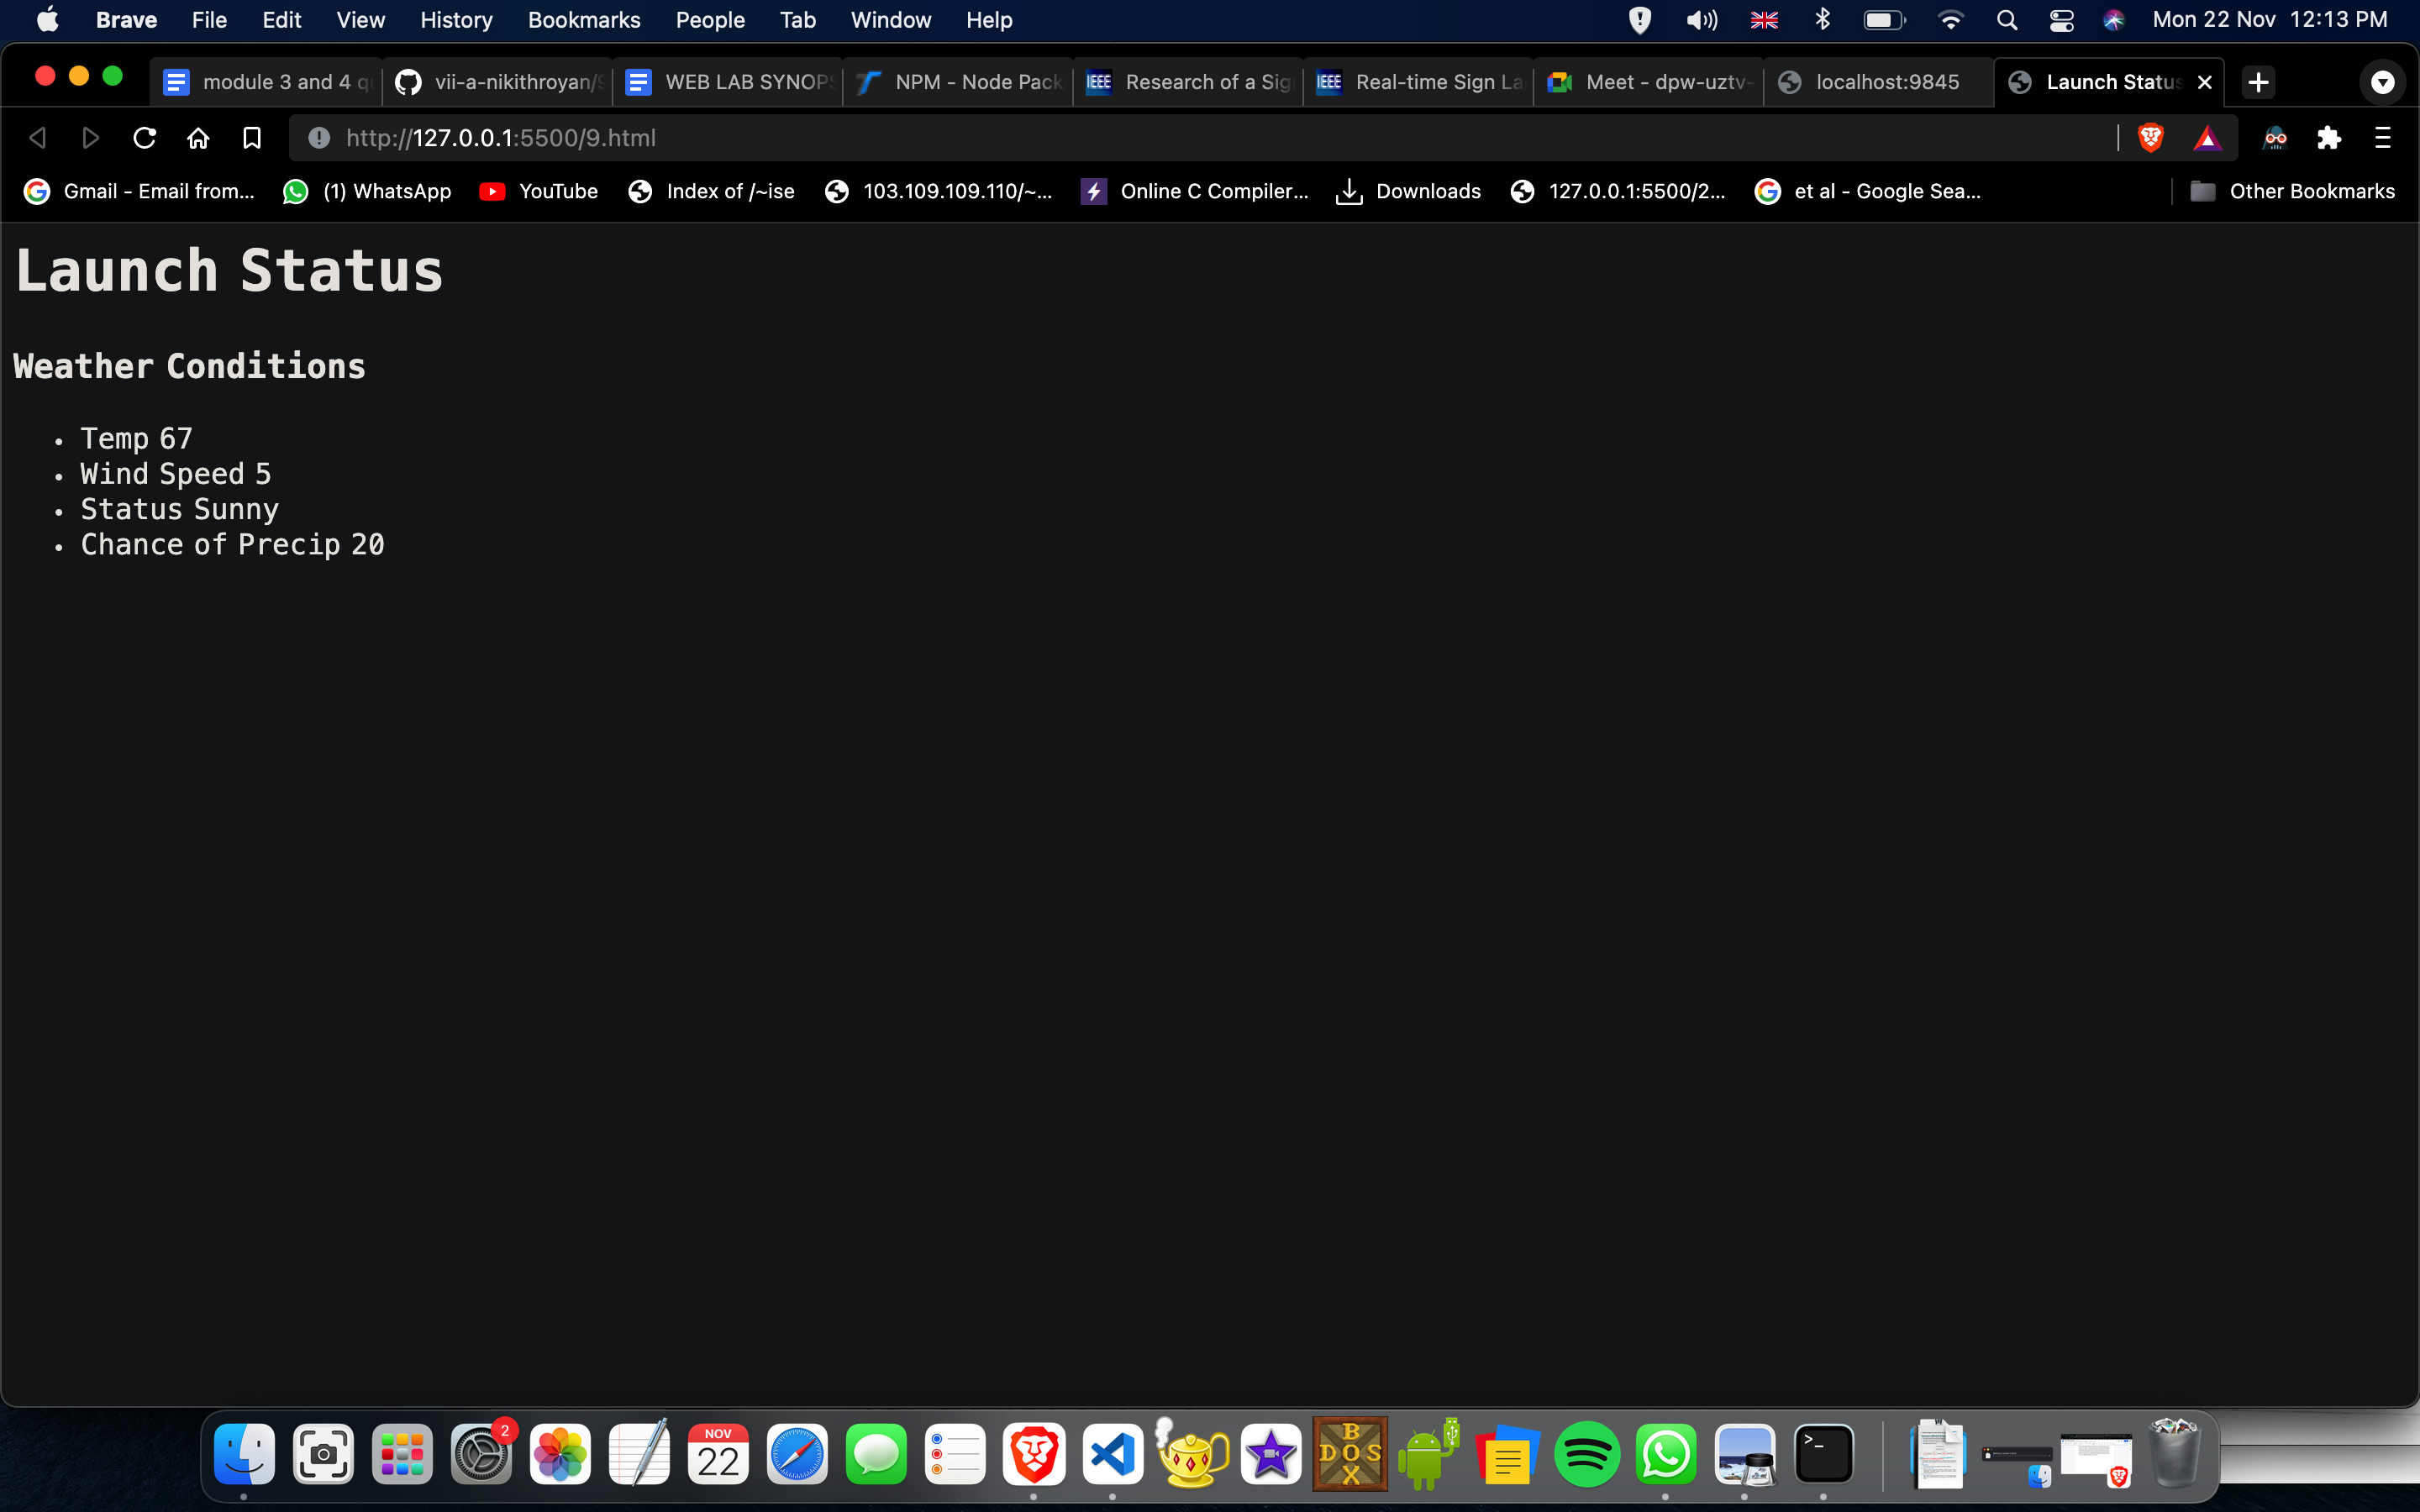 Brave File Edit View History Bookmarks People Tab Window Help Mon 22 Nov 12:13 PM
module 3 and 4 qu vii-a-nikithroyan/S WEB LAB SYNOPS NPM - Node Pack IEEE Research of a Sig IEEE Real-time Sign La Meet - dpw-uztv- localhost:9845 Launch Status
http://127.0.0.1:5500/9.html
Gmail - Email from... (1) WhatsApp YouTube Index of /~ise 103.109.109.110/~... Online C Compiler... Downloads 127.0.0.1:5500/2... et al - Google Sea... Other Bookmarks
Launch Status
Weather Conditions
• Temp 67
• Wind Speed 5
• Status Sunny
• Chance of Precip 20
2
NOV
22
B
DOS
X
>_